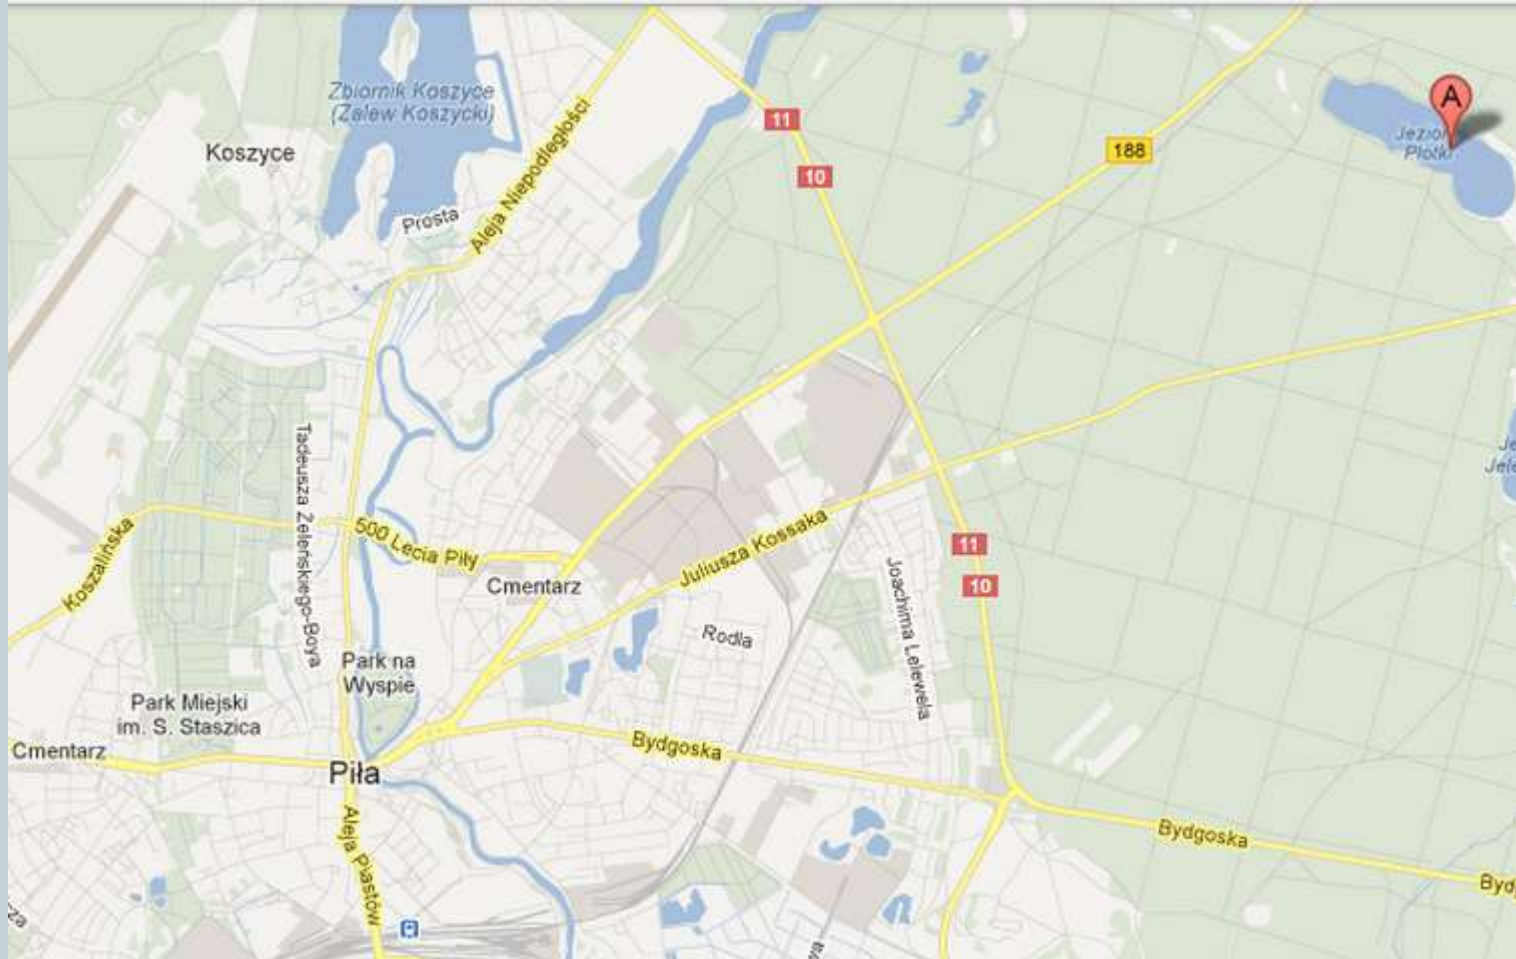 Zbiornik Koszyce
(Zalew Koszycki)
A
11
188
Płotki
Koszyce
10
Prosta
Aleja Niepodległości
Tadeusza Żeleńskiego-Boya
500 Lecia Piły
Juliusza Kossaka
Koszalińska
11
Cmentarz
10
Joachima Lelewela
Rodła
Park na
Wyspie
Park Miejski
im. S. Staszica
Cmentarz
Bydgoska
Piła
Aleja Piastów
Bydgoska